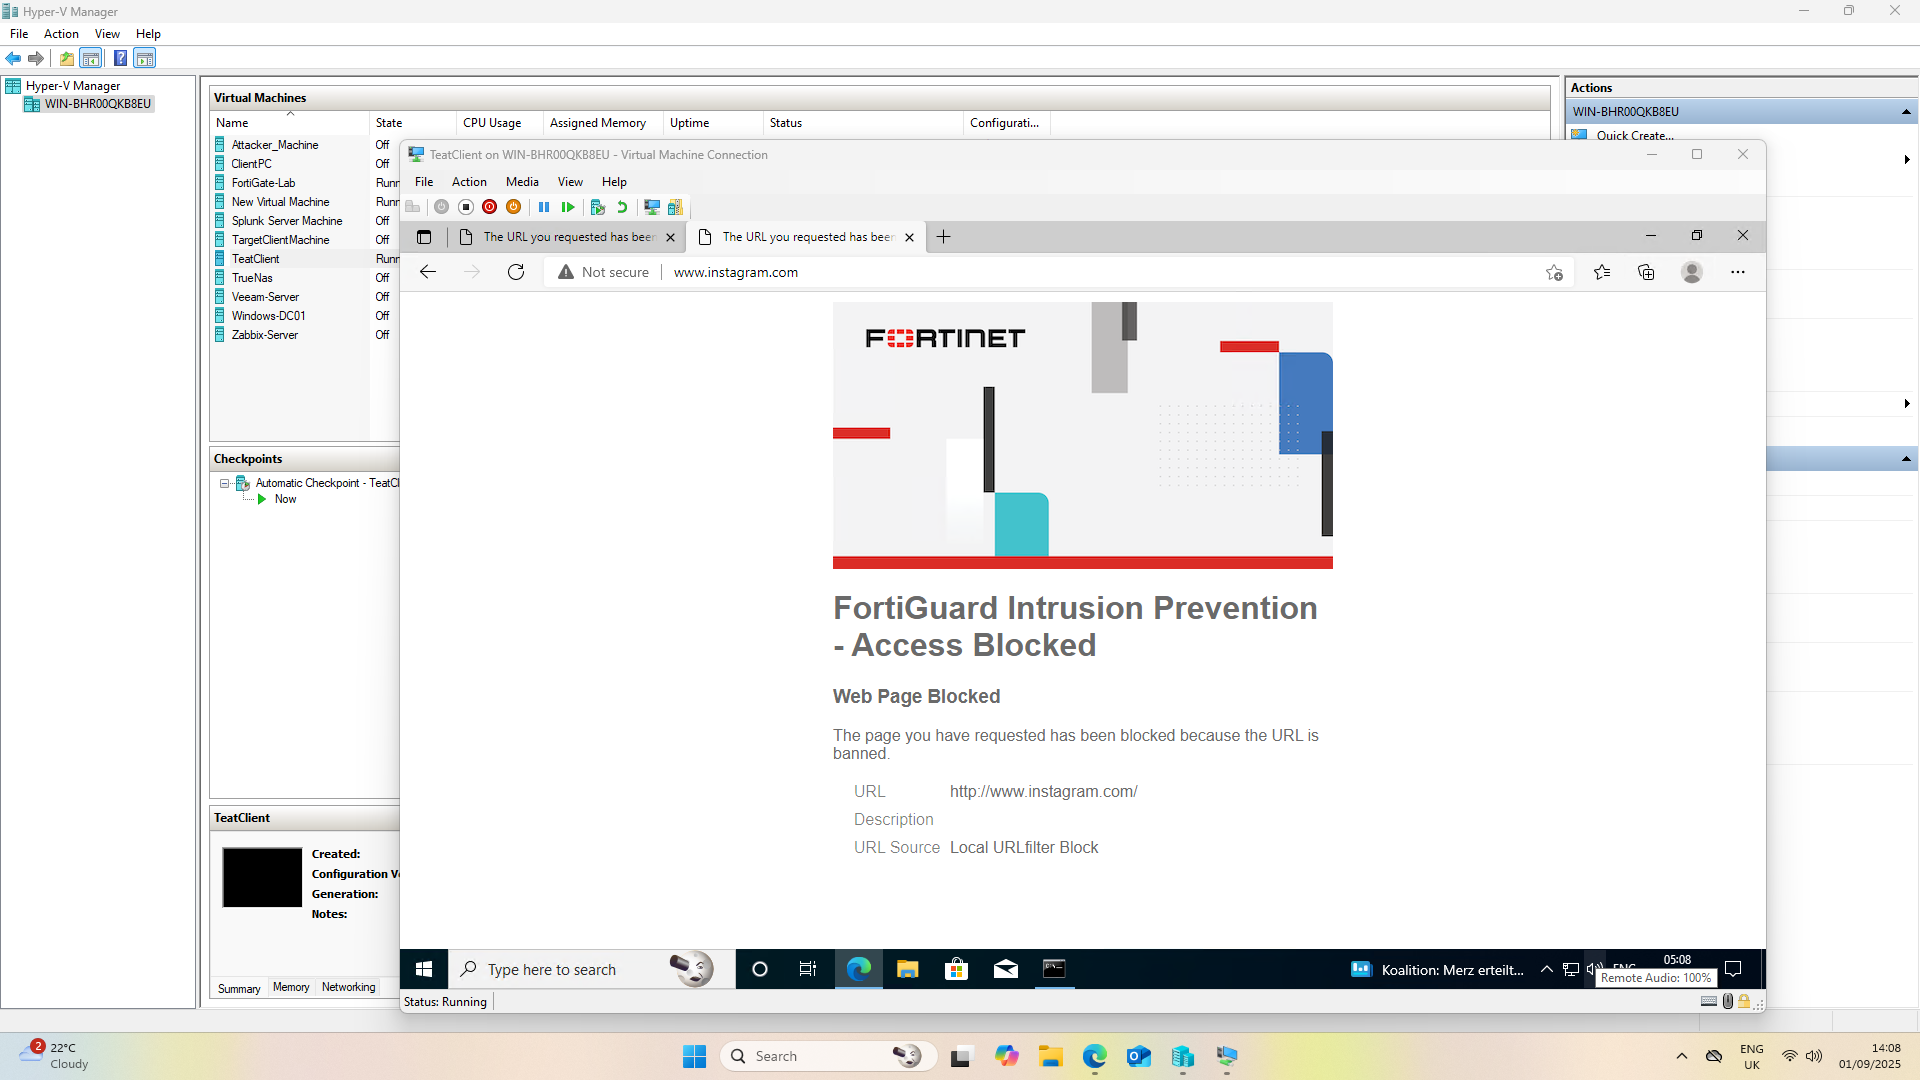 Hyper-V Manager
File Action View Help
Hyper-V Manager
WIN-BHR00QKB8EU
Virtual Machines
Name State CPU Usage Assigned Memory Uptime Status Configurati...
Attacker_Machine Off
ClientPC Off
FortiGate-Lab Runn
New Virtual Machine Runn
Splunk Server Machine Off
TargetClientMachine Off
TeatClient Runn
TrueNas Off
Veeam-Server Off
Windows-DC01 Off
Zabbix-Server Off
Checkpoints
Automatic Checkpoint - TeatCl
Now
TeatClient
Created:
Configuration Ve
Generation:
Notes:
Summary Memory Networking
Actions
WIN-BHR00QKB8EU
Quick Create...
TeatClient on WIN-BHR00QKB8EU - Virtual Machine Connection
File Action Media View Help
The URL you requested has been
The URL you requested has been
Not secure www.instagram.com
FORTINET
FortiGuard Intrusion Prevention
- Access Blocked
Web Page Blocked
The page you have requested has been blocked because the URL is
banned.
URL http://www.instagram.com/
Description
URL Source Local URLfilter Block
Type here to search
Koalition: Merz erteilt...
ENG
05:08
Remote Audio: 100%
Status: Running
2
22°C
Cloudy
Search
ENG
UK
14:08
01/09/2025